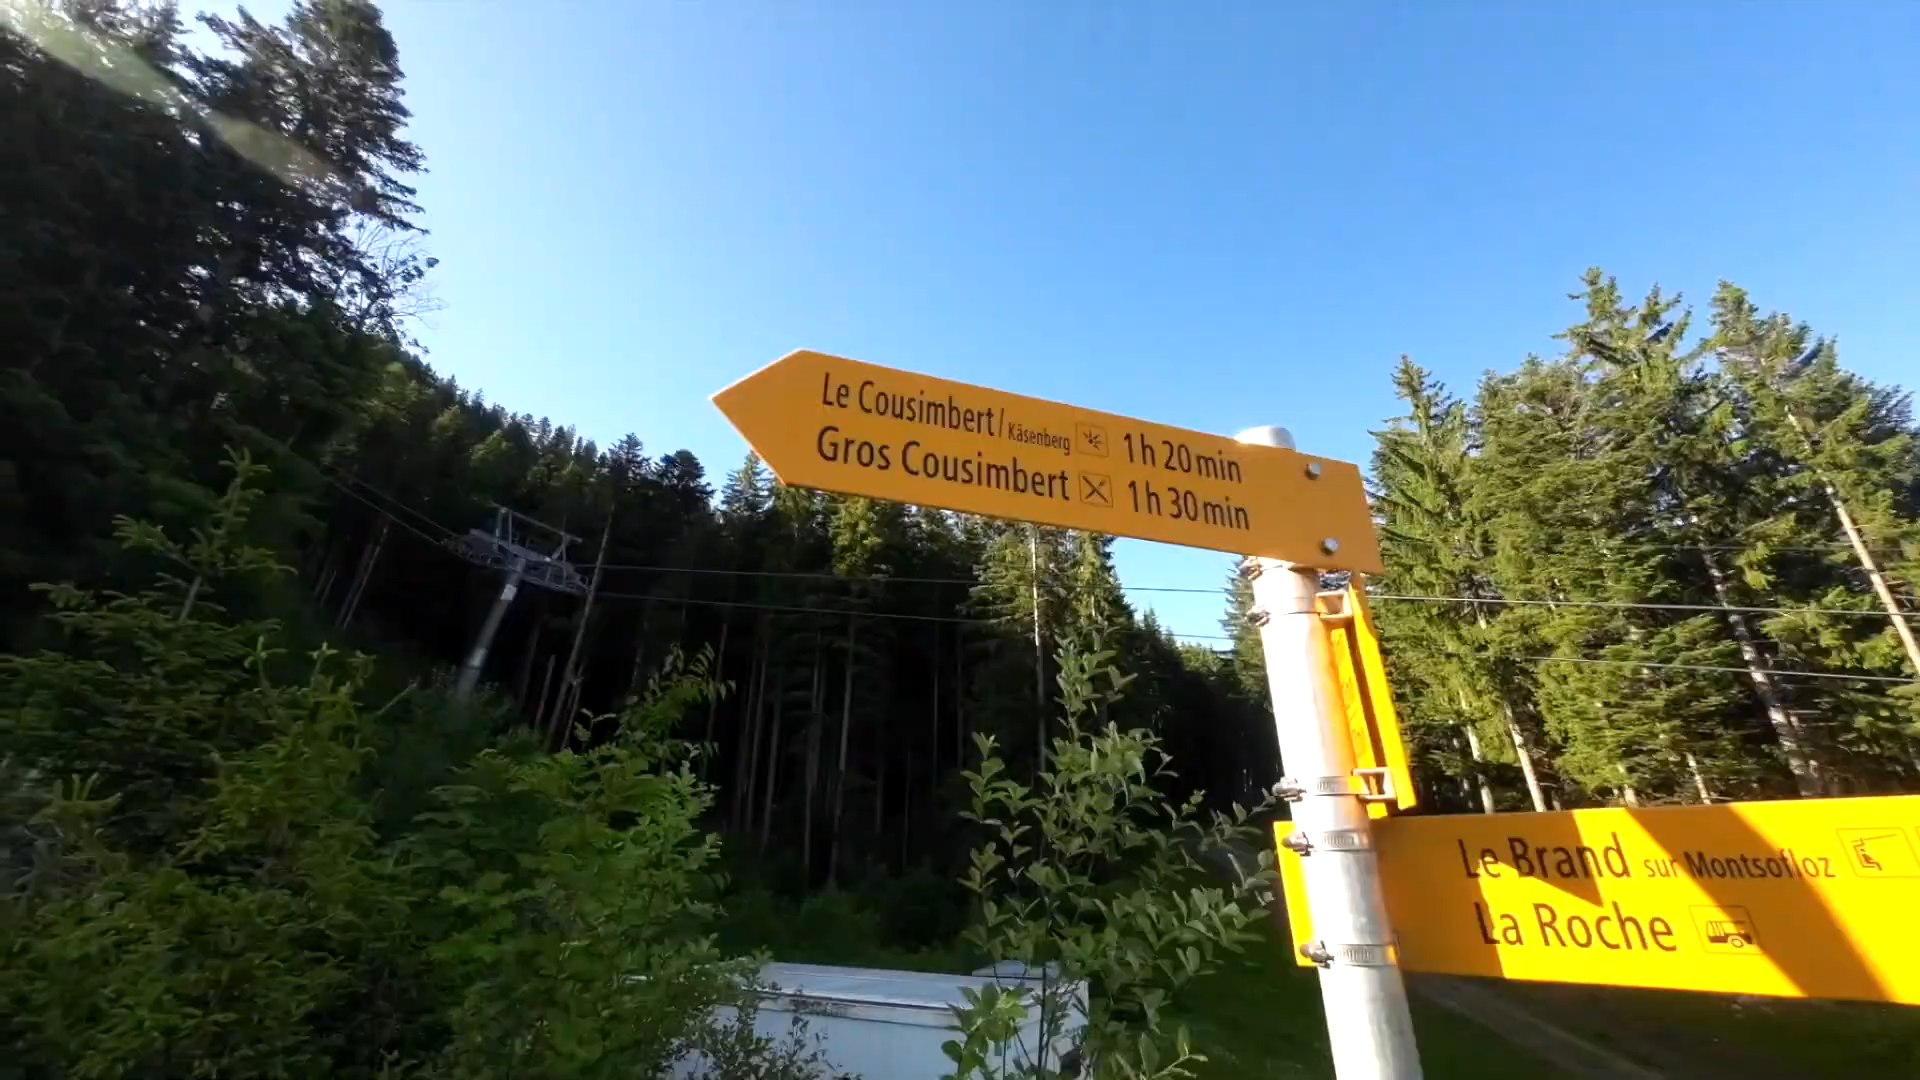 Le Cousimbert/Käsenberg 1h 20min
Gros Cousimbert 1h 30min
Le Brand sur Montsofloz
La Roche